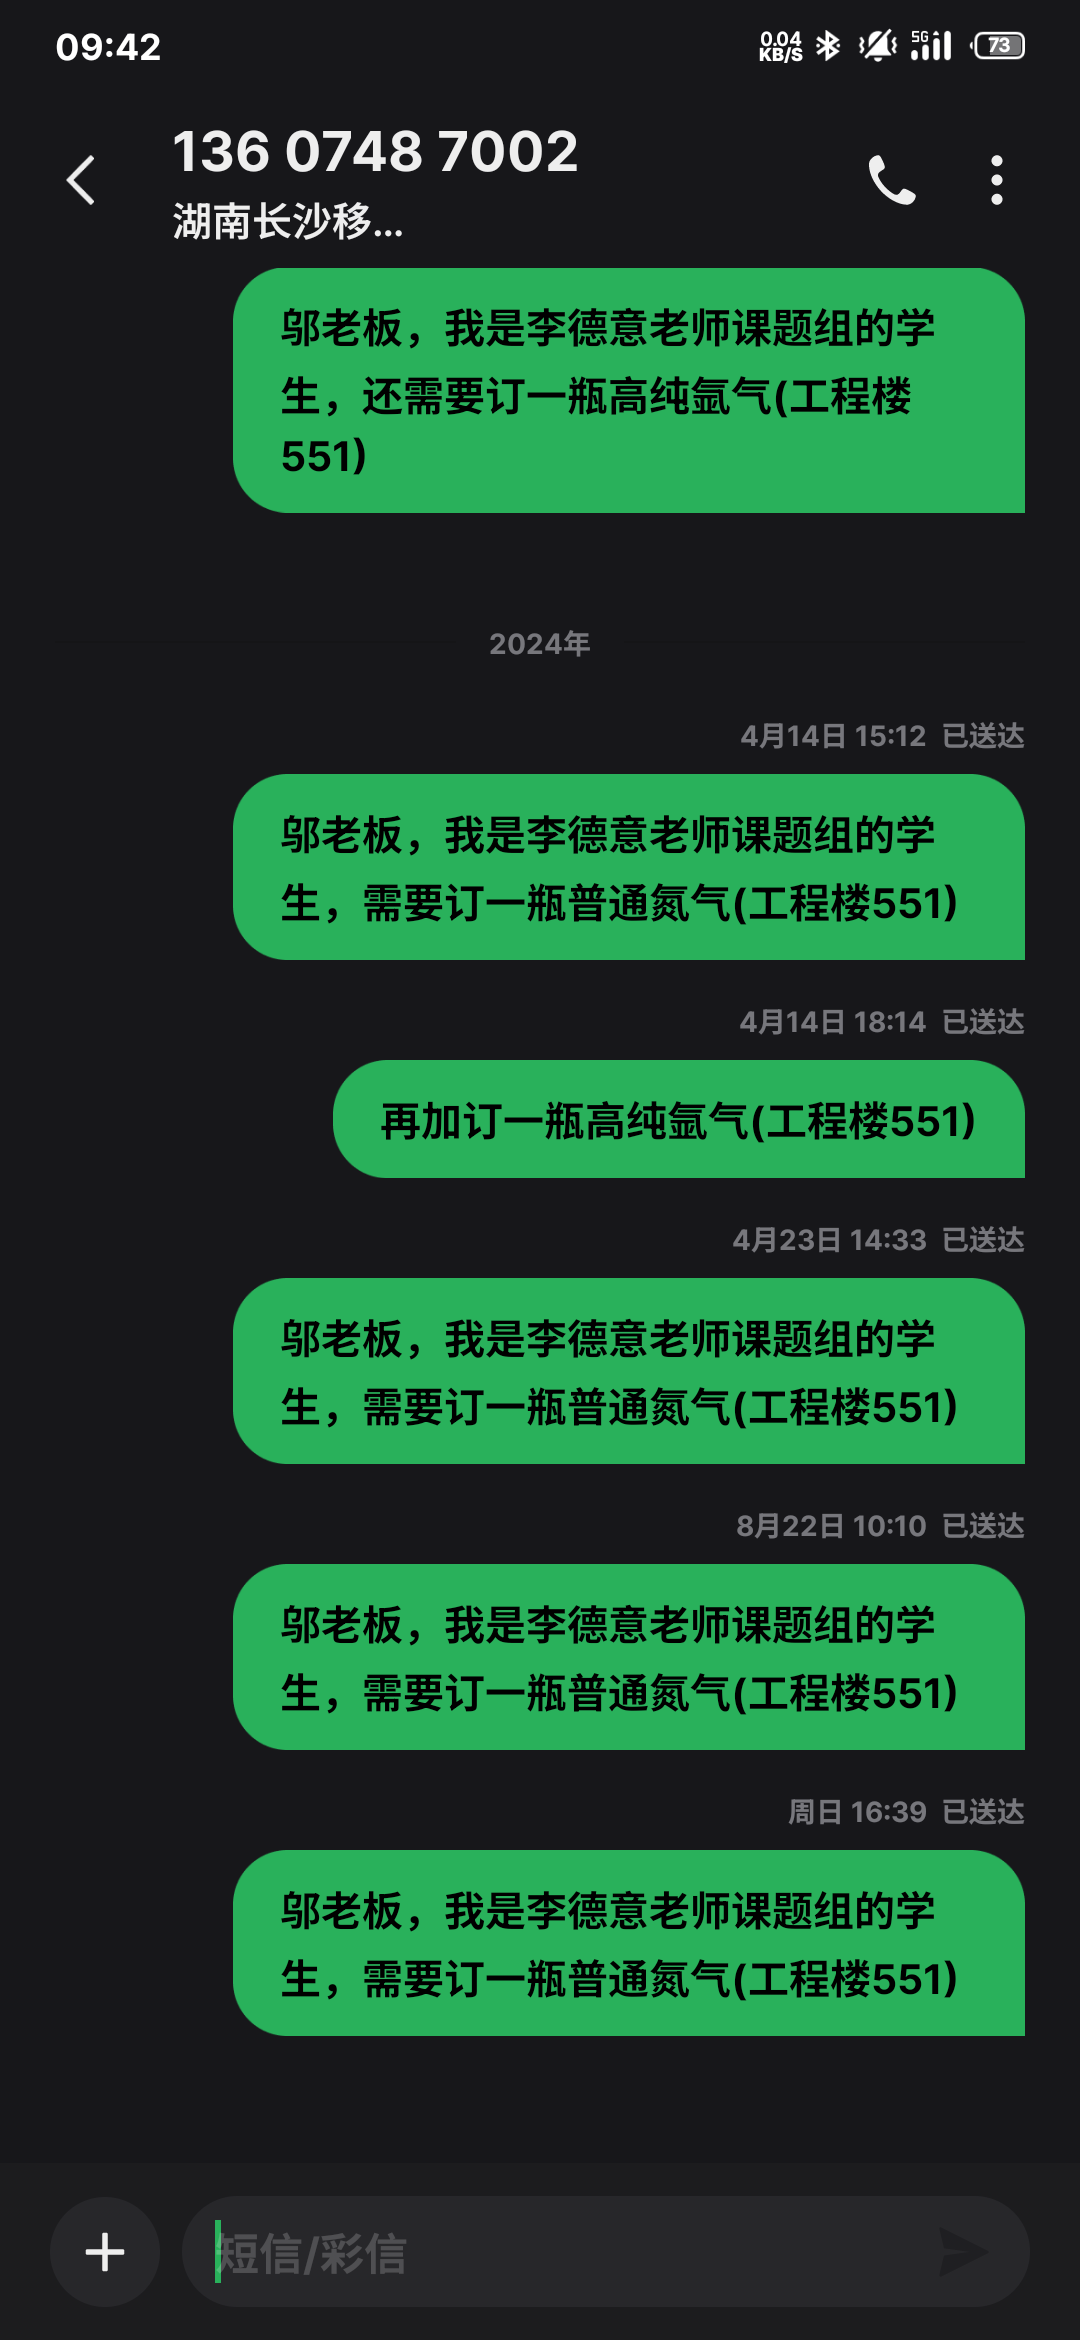 09:42
0.04
KB/S
5G
73
136 0748 7002
湖南长沙移...
邬老板，我是李德意老师课题组的学
生，还需要订一瓶高纯氩气(工程楼
551)
2024年
4月14日 15:12 已送达
邬老板，我是李德意老师课题组的学
生，需要订一瓶普通氮气(工程楼551)
4月14日 18:14 已送达
再加订一瓶高纯氩气(工程楼551)
4月23日 14:33 已送达
邬老板，我是李德意老师课题组的学
生，需要订一瓶普通氮气(工程楼551)
8月22日 10:10 已送达
邬老板，我是李德意老师课题组的学
生，需要订一瓶普通氮气(工程楼551)
周日 16:39 已送达
邬老板，我是李德意老师课题组的学
生，需要订一瓶普通氮气(工程楼551)
短信/彩信